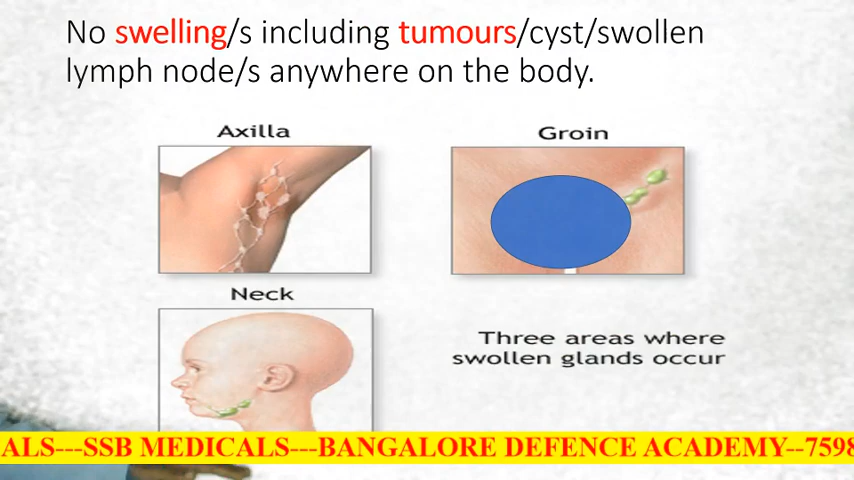 No swelling/s including tumours/cyst/swollen
lymph node/s anywhere on the body.
Axilla
Groin
Neck
Three areas where
swollen glands occur
ALS---SSB MEDICALS---BANGALORE DEFENCE ACADEMY--7598